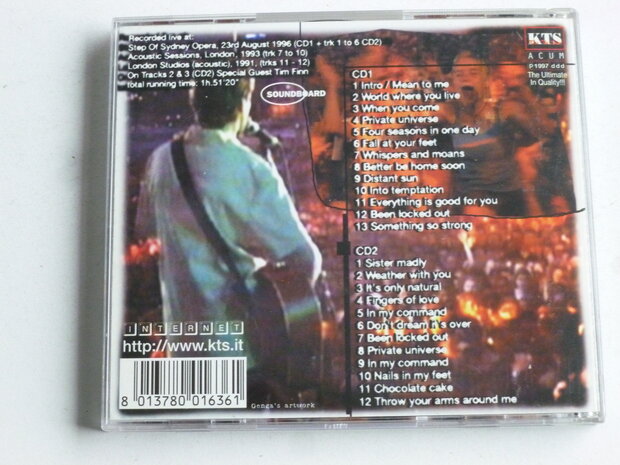 Recorded live at:
Step Of Sydney Opera, 23rd August 1996 (CD1 + trk 1 to 6 CD2)
Acoustic Sessions, London, 1993 (trk 7 to 10)
London Studios (acoustic), 1991, (trks 11 - 12)
On Tracks 2 & 3 (CD2) Special Guest Tim Finn
total running time: 1h.51'20"
SOUNDBOARD
KTS
ACUM
P.1997 ddd
The Ultimate
In Quality!!!
CD1
1 Intro / Mean to me
2 World where you live
3 When you come
4 Private universe
5 Four seasons in one day
6 Fall at your feet
7 Whispers and moans
8 Better be home soon
9 Distant sun
10 Into temptation
11 Everything is good for you
12 Been locked out
13 Something so strong
CD2
1 Sister madly
2 Weather with you
3 It's only natural
4 Fingers of love
5 In my command
6 Don't dream it's over
7 Been locked out
8 Private universe
9 In my command
10 Nails in my feet
11 Chocolate cake
12 Throw your arms around me
INTERNET
http://www.kts.it
8 013780 016361
Genga's artwork